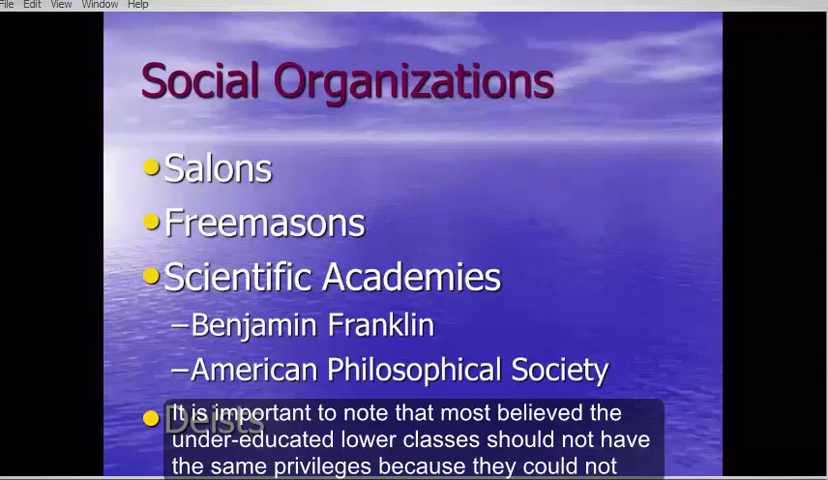 File Edit View Window Help
Social Organizations
•Salons
•Freemasons
•Scientific Academies
–Benjamin Franklin
–American Philosophical Society
•Deists
It is important to note that most believed the
under-educated lower classes should not have
the same privileges because they could not